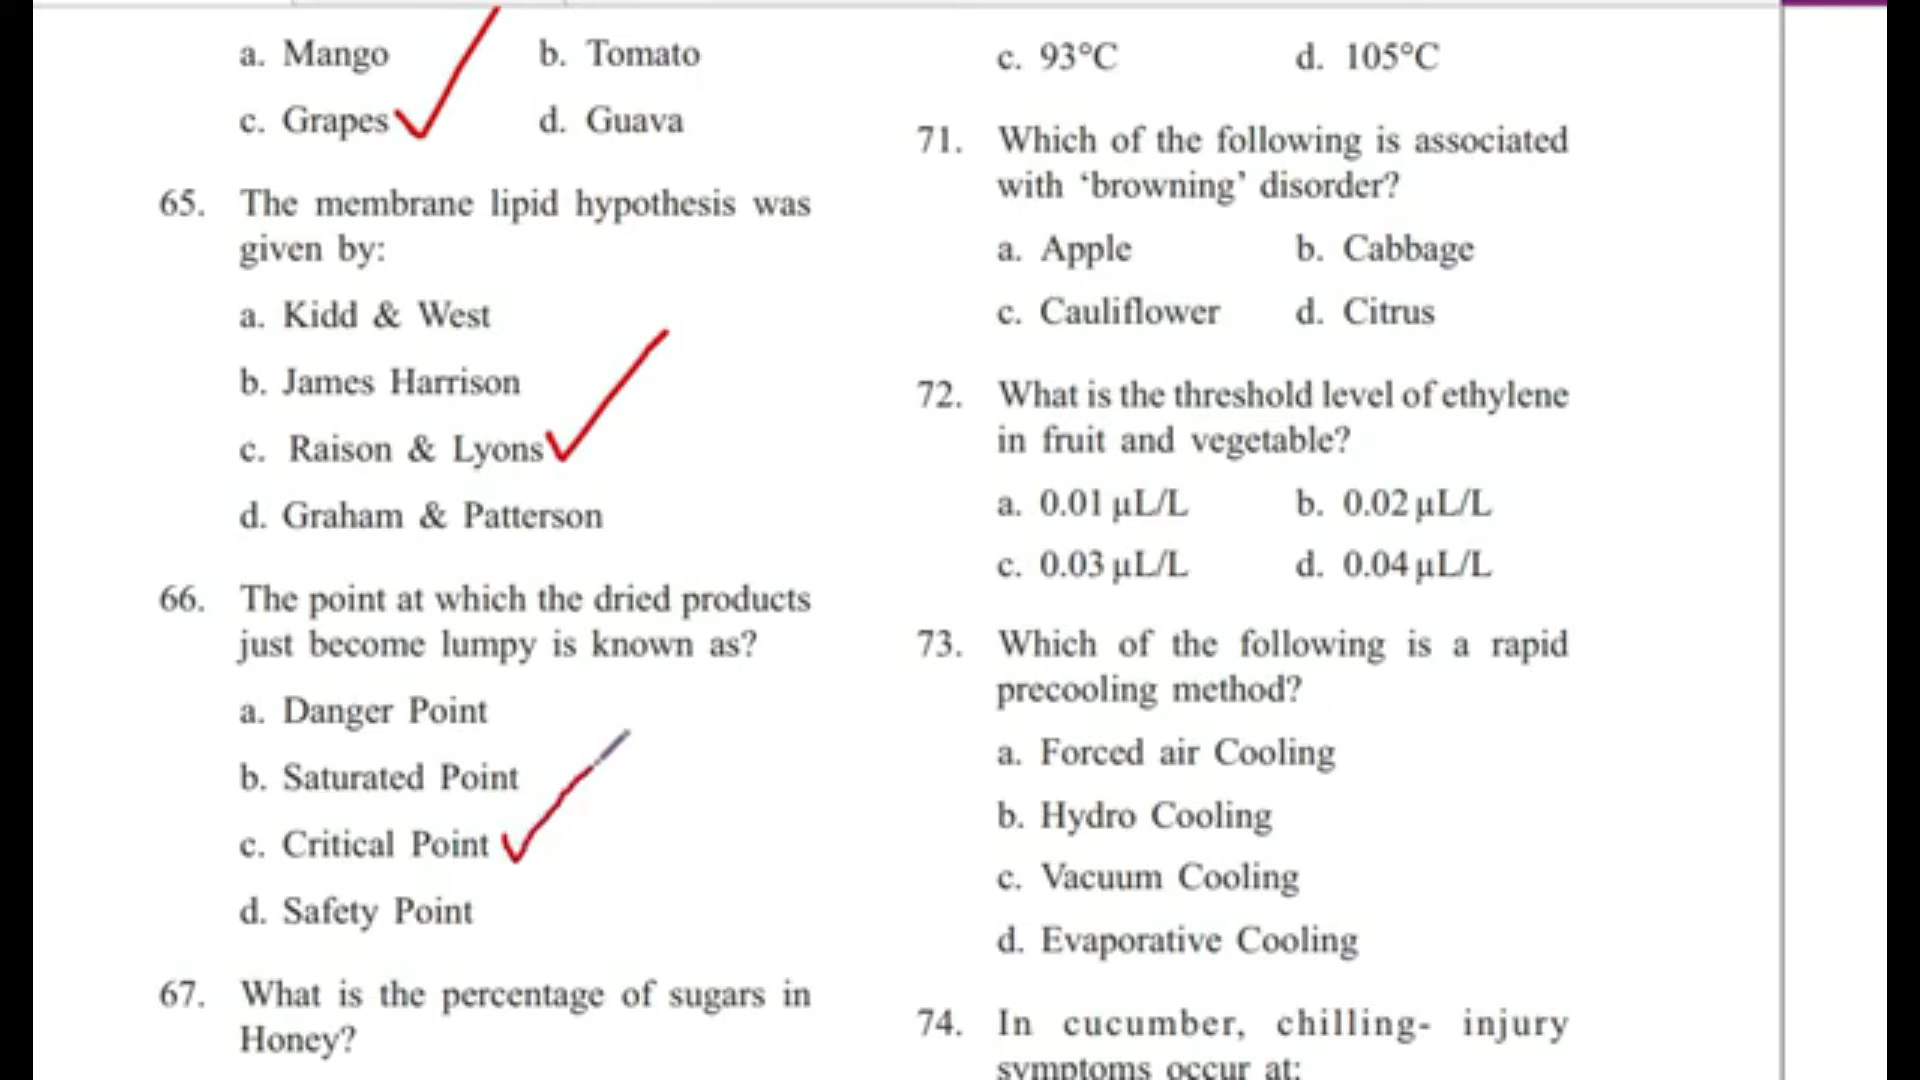 a. Mango b. Tomato
c. Grapes d. Guava
65. The membrane lipid hypothesis was
given by:
a. Kidd & West
b. James Harrison
c. Raison & Lyons
d. Graham & Patterson
66. The point at which the dried products
just become lumpy is known as?
a. Danger Point
b. Saturated Point
c. Critical Point
d. Safety Point
67. What is the percentage of sugars in
Honey?
c. 93°C d. 105°C
71. Which of the following is associated
with ‘browning’ disorder?
a. Apple b. Cabbage
c. Cauliflower d. Citrus
72. What is the threshold level of ethylene
in fruit and vegetable?
a. 0.01 µL/L b. 0.02 µL/L
c. 0.03 µL/L d. 0.04 µL/L
73. Which of the following is a rapid
precooling method?
a. Forced air Cooling
b. Hydro Cooling
c. Vacuum Cooling
d. Evaporative Cooling
74. In cucumber, chilling- injury
symptoms occur at: